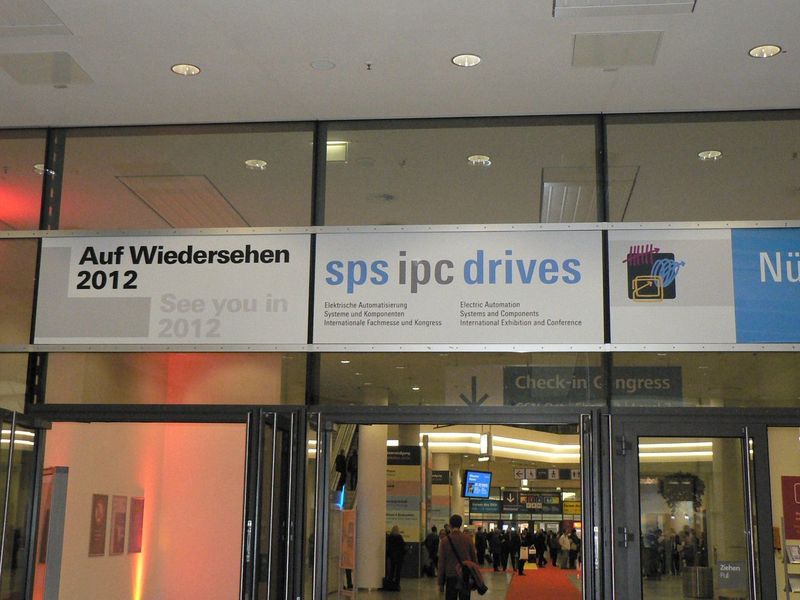 Auf Wiedersehen
2012
See you in
2012
sps ipc drives
Elektrische Automatisierung
Systeme und Komponenten
Internationale Fachmesse und Kongress
Electric Automation
Systems and Components
International Exhibition and Conference
Nü
Check-in Congress
Ziehen
Pull